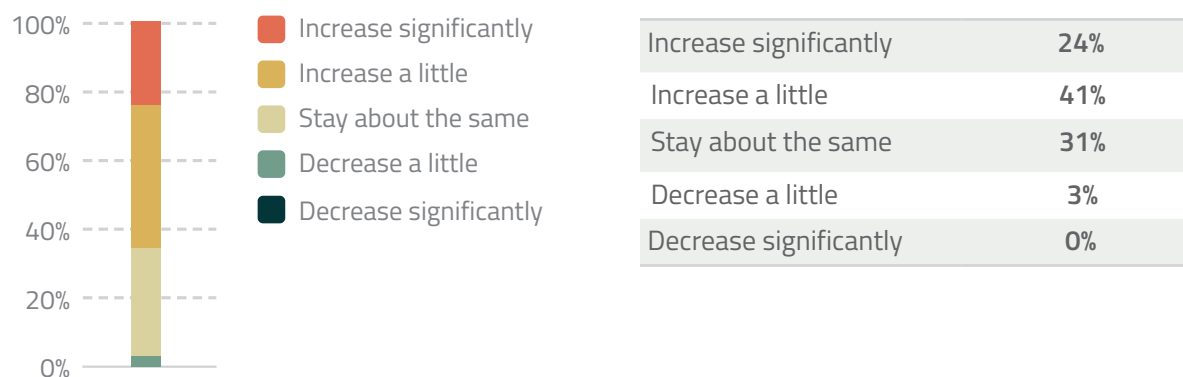 100%
80%
60%
40%
20%
0%
Increase significantly
Increase a little
Stay about the same
Decrease a little
Decrease significantly
Increase significantly 24%
Increase a little 41%
Stay about the same 31%
Decrease a little 3%
Decrease significantly 0%